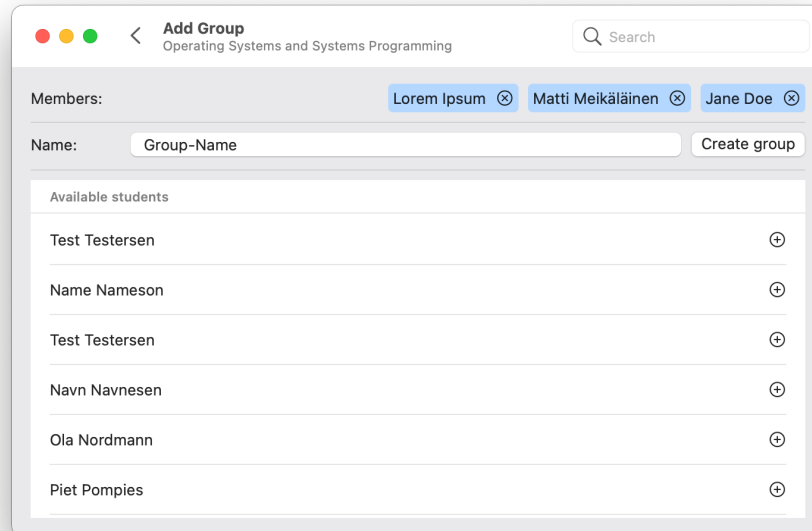 Add Group
Operating Systems and Systems Programming
Search
Members:
Lorem Ipsum
Matti Meikäläinen
Jane Doe
Name:
Group-Name
Create group
Available students
Test Testersen
Name Nameson
Test Testersen
Navn Navnesen
Ola Nordmann
Piet Pompies